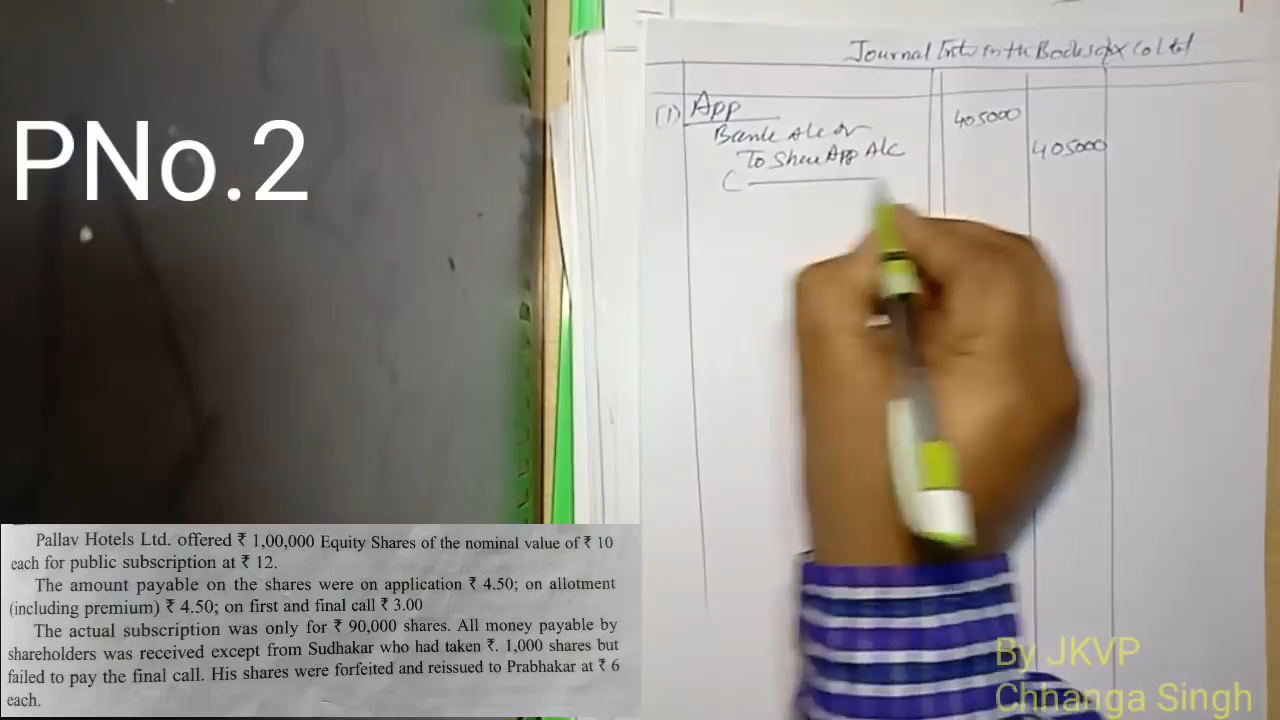 PNo.2
Journal in the Books of x Co Ltd
(1) App
Bank A/c Dr 405000
To Share App A/c 405000
(
Pallav Hotels Ltd. offered ₹ 1,00,000 Equity Shares of the nominal value of ₹ 10
each for public subscription at ₹ 12.
The amount payable on the shares were on application ₹ 4.50; on allotment
(including premium) ₹ 4.50; on first and final call ₹ 3.00
The actual subscription was only for ₹ 90,000 shares. All money payable by
shareholders was received except from Sudhakar who had taken ₹. 1,000 shares but
failed to pay the final call. His shares were forfeited and reissued to Prabhakar at ₹ 6
each.
By JKVP
Chhanga Singh